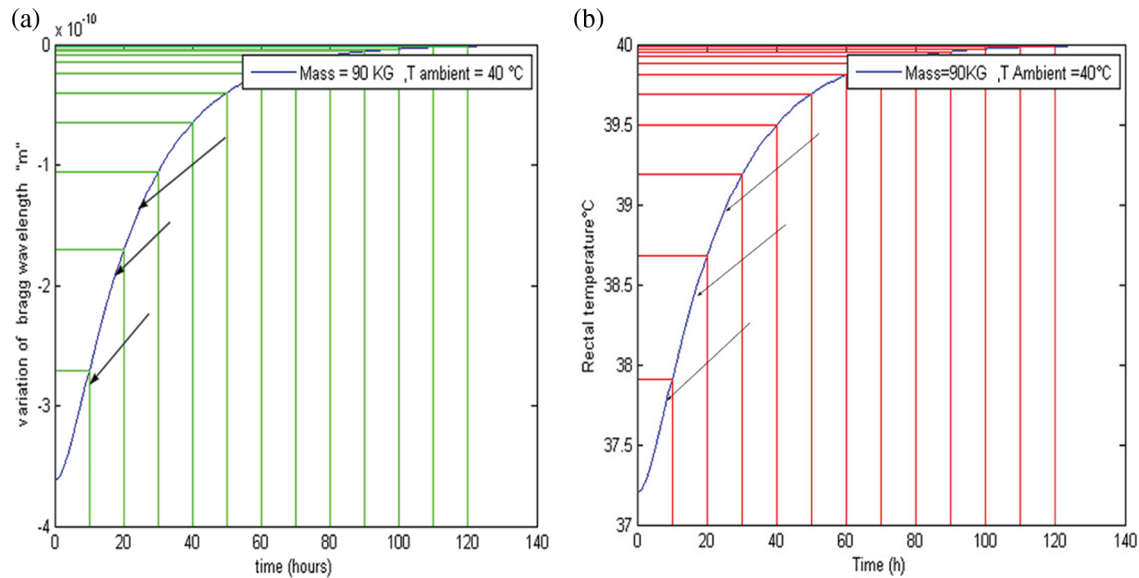 (a)
x 10^-10
0
-1
-2
-3
-4
0 20 40 60 80 100 120 140
variation of bragg wavelength "m"
time (hours)
Mass = 90 KG ,T ambient = 40 °C
(b)
40
39.5
39
38.5
38
37.5
37
0 20 40 60 80 100 120 140
Rectal temperature°C
Time (h)
Mass=90KG ,T Ambient =40°C